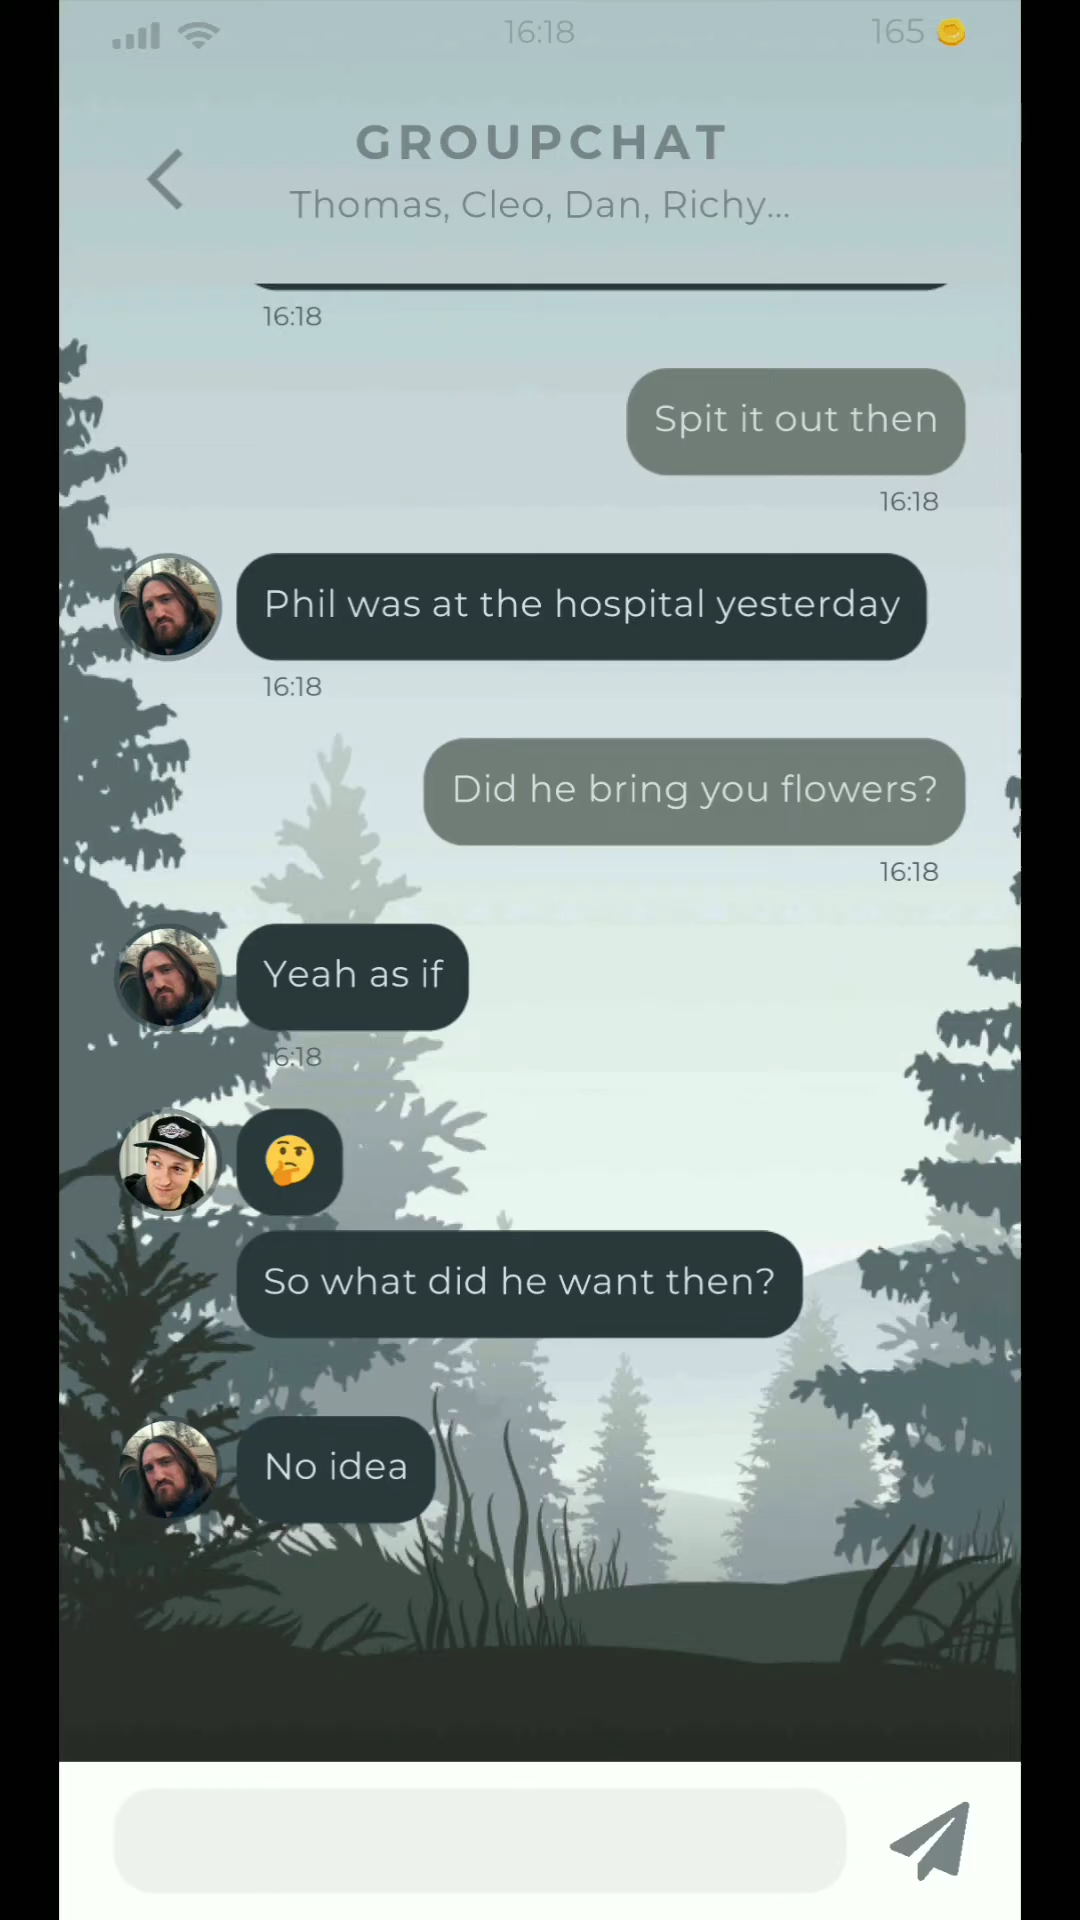 16:18
165
GROUPCHAT
Thomas, Cleo, Dan, Richy...
16:18
Spit it out then
16:18
Phil was at the hospital yesterday
16:18
Did he bring you flowers?
16:18
Yeah as if
16:18
🤔
So what did he want then?
No idea